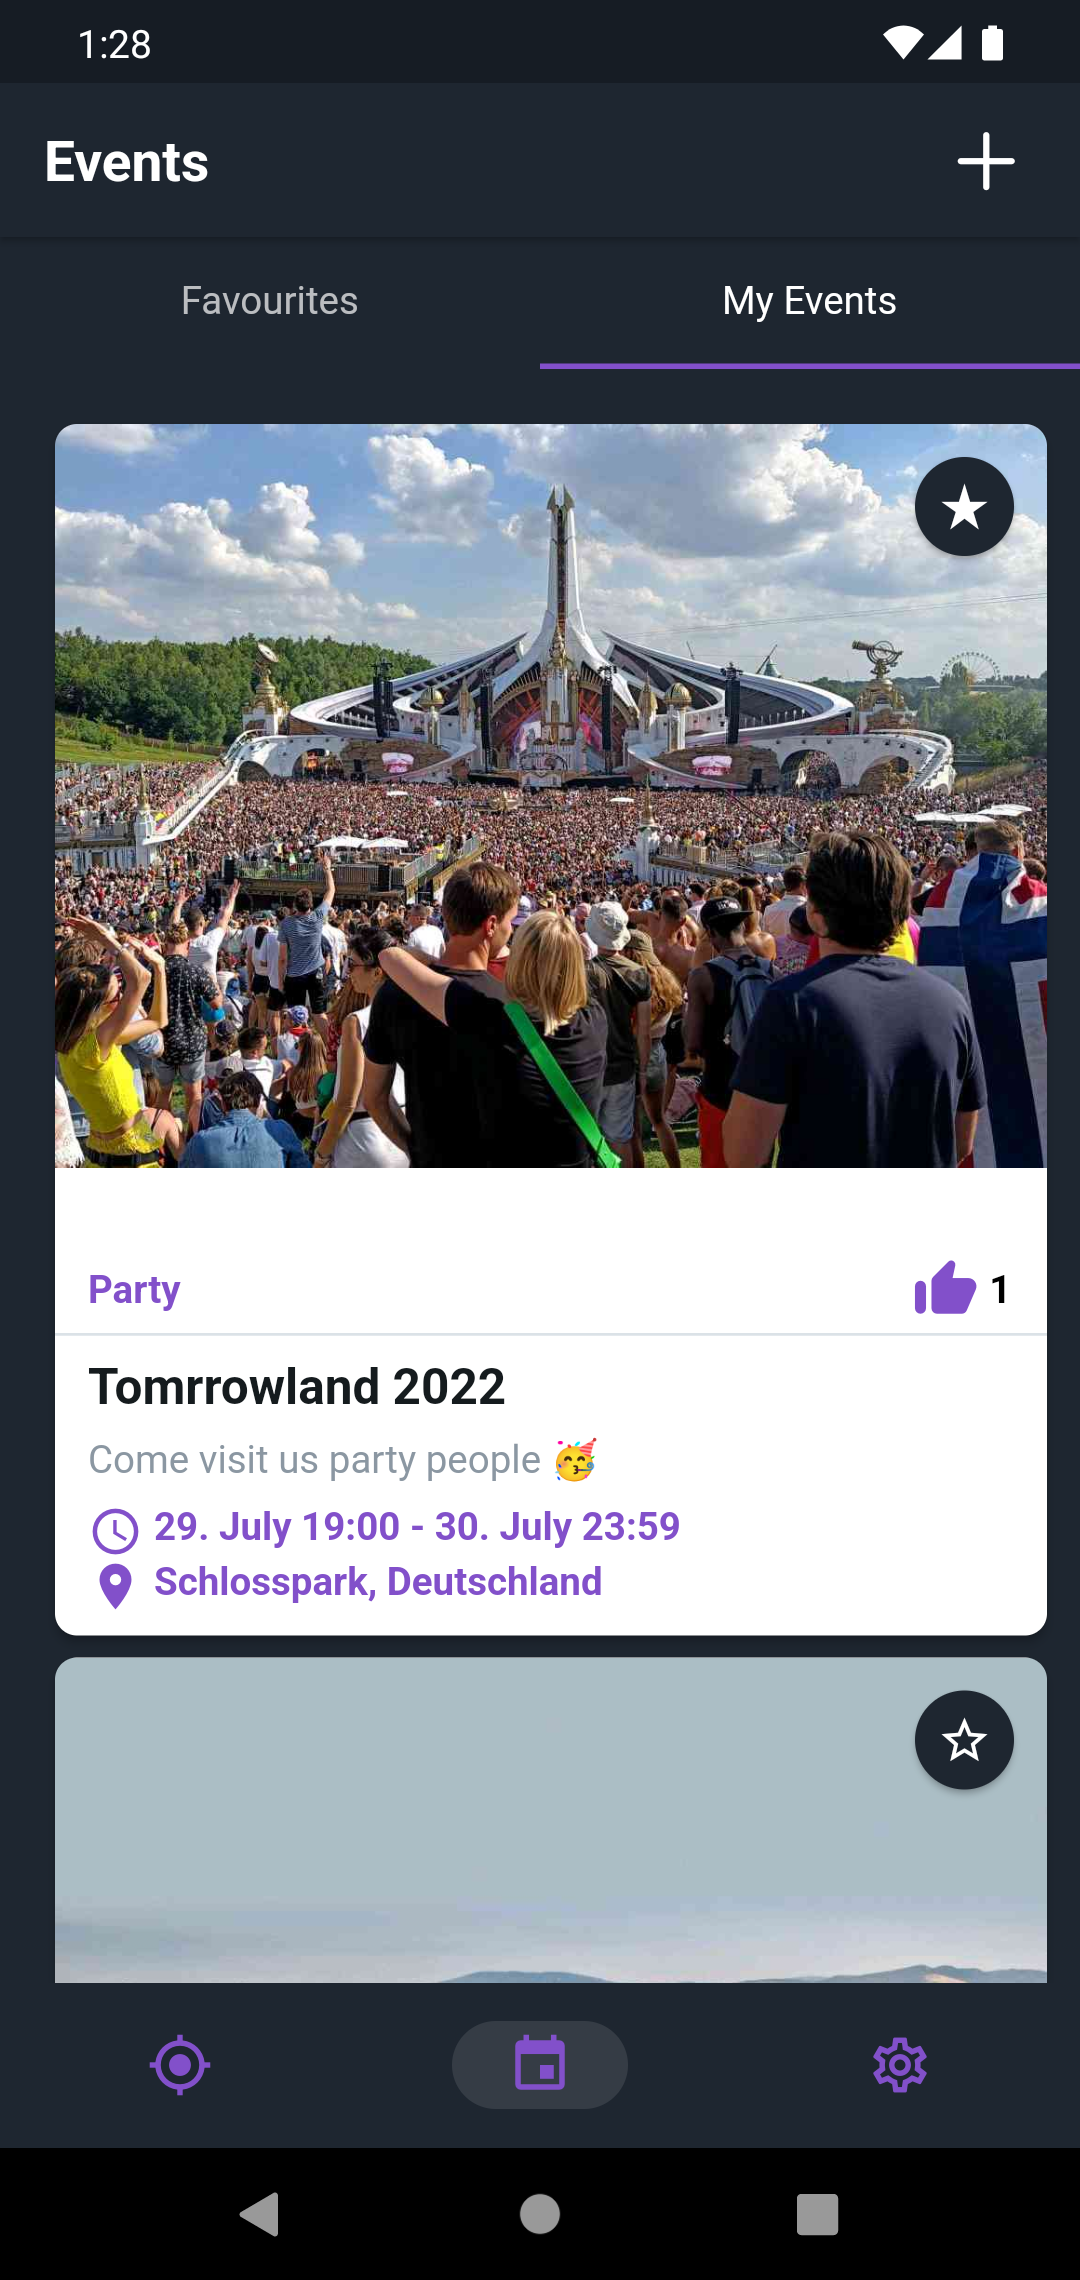 1:28
Events
Favourites
My Events
Party
1
Tomrrowland 2022
Come visit us party people 🥳
29. July 19:00 - 30. July 23:59
Schlosspark, Deutschland